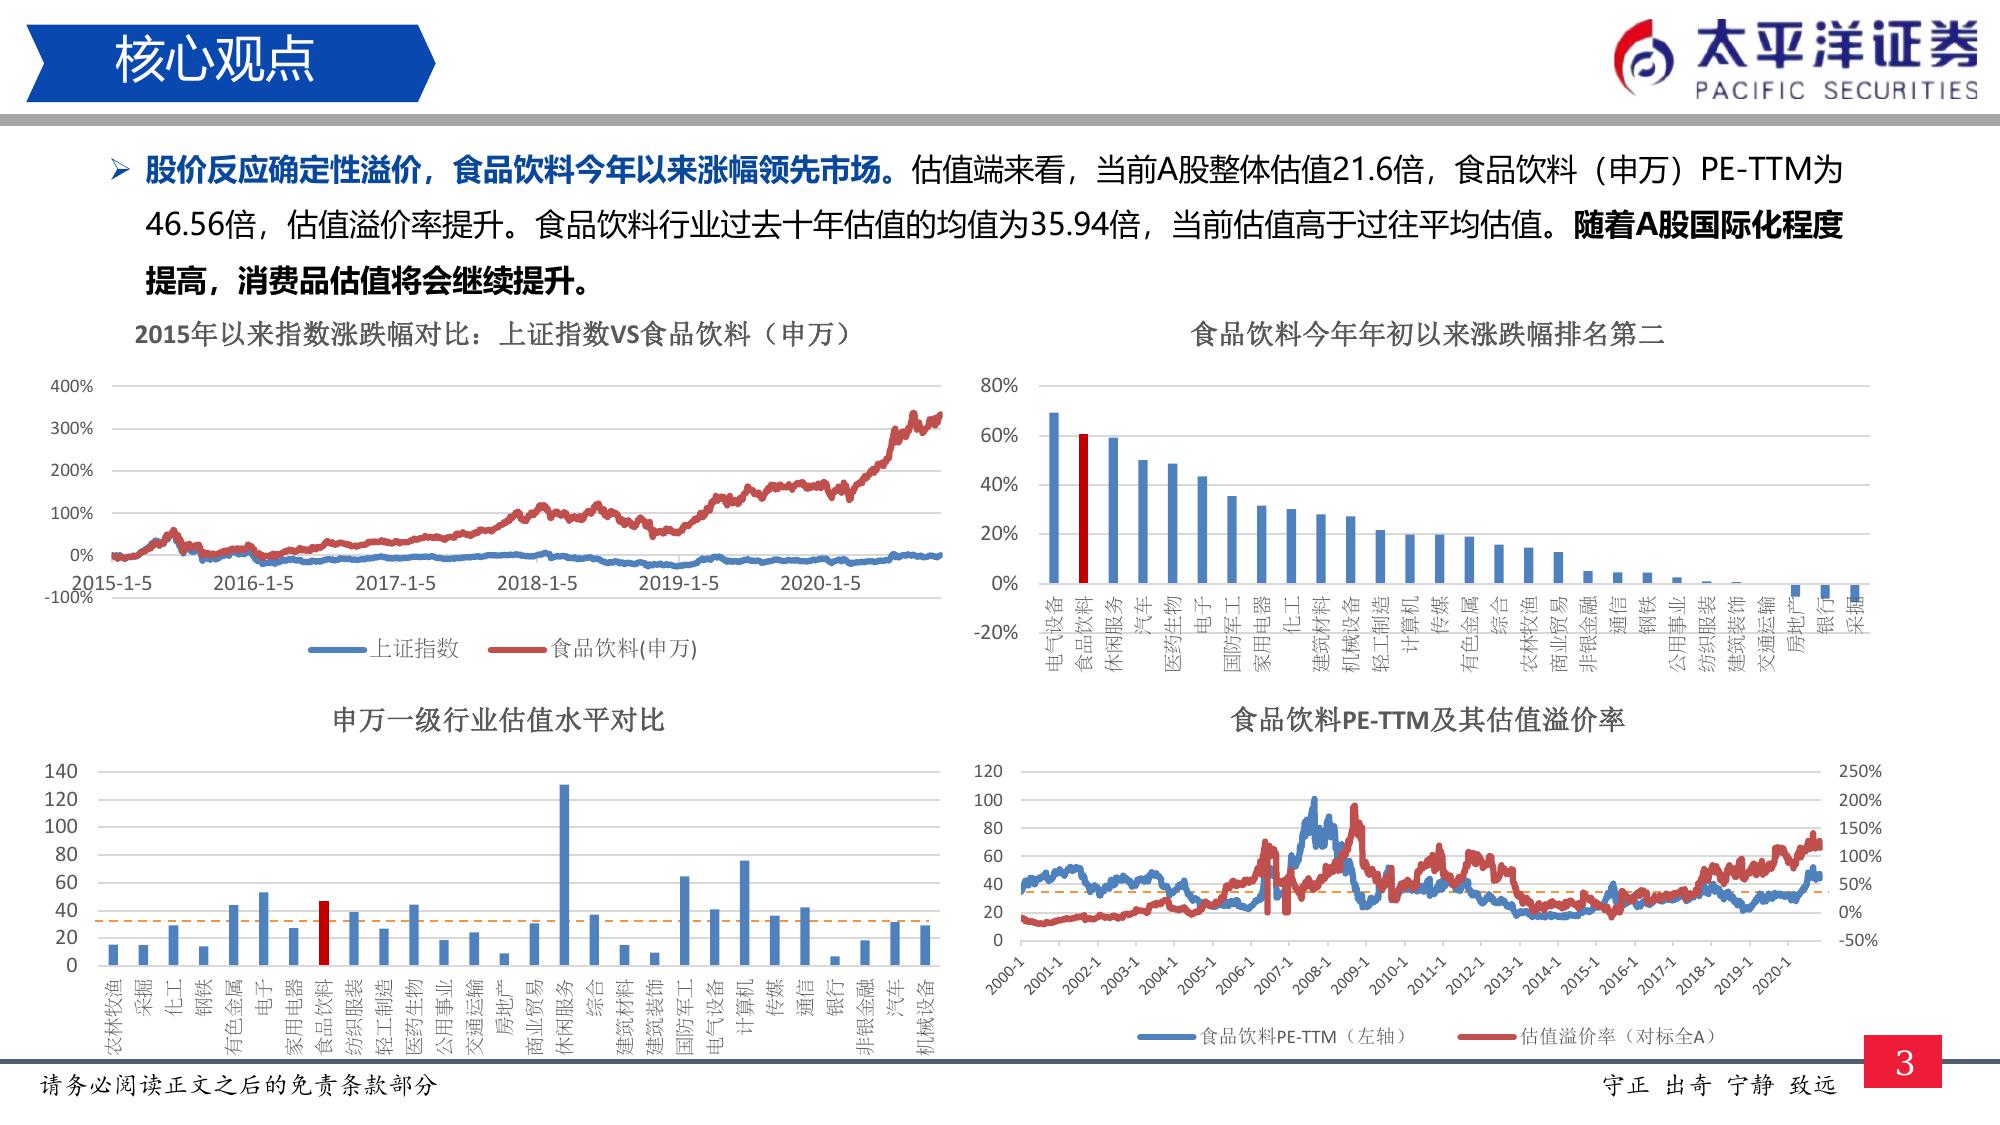 核心观点
太平洋证券
PACIFIC SECURITIES
➢ 股价反应确定性溢价，食品饮料今年以来涨幅领先市场。估值端来看，当前A股整体估值21.6倍，食品饮料（申万）PE-TTM为
46.56倍，估值溢价率提升。食品饮料行业过去十年估值的均值为35.94倍，当前估值高于过往平均估值。随着A股国际化程度
提高，消费品估值将会继续提升。
2015年以来指数涨跌幅对比：上证指数VS食品饮料（申万）
400%
300%
200%
100%
0%
-100%
2015-1-5 2016-1-5 2017-1-5 2018-1-5 2019-1-5 2020-1-5
上证指数 食品饮料(申万)
食品饮料今年年初以来涨跌幅排名第二
80%
60%
40%
20%
0%
-20%
电气设备
食品饮料
休闲服务
汽车
医药生物
电子
国防军工
家用电器
化工
建筑材料
机械设备
轻工制造
计算机
传媒
有色金属
综合
农林牧渔
商业贸易
非银金融
通信
钢铁
公用事业
纺织服装
建筑装饰
交通运输
房地产
银行
采掘
申万一级行业估值水平对比
140
120
100
80
60
40
20
0
农林牧渔
采掘
化工
钢铁
有色金属
电子
家用电器
食品饮料
纺织服装
轻工制造
医药生物
公用事业
交通运输
房地产
商业贸易
休闲服务
综合
建筑材料
建筑装饰
国防军工
电气设备
计算机
传媒
通信
银行
非银金融
汽车
机械设备
食品饮料PE-TTM及其估值溢价率
120
100
80
60
40
20
0
250%
200%
150%
100%
50%
0%
-50%
2000-1
2001-1
2002-1
2003-1
2004-1
2005-1
2006-1
2007-1
2008-1
2009-1
2010-1
2011-1
2012-1
2013-1
2014-1
2015-1
2016-1
2017-1
2018-1
2019-1
2020-1
食品饮料PE-TTM（左轴） 估值溢价率（对标全A）
请务必阅读正文之后的免责条款部分
守正 出奇 宁静 致远
3